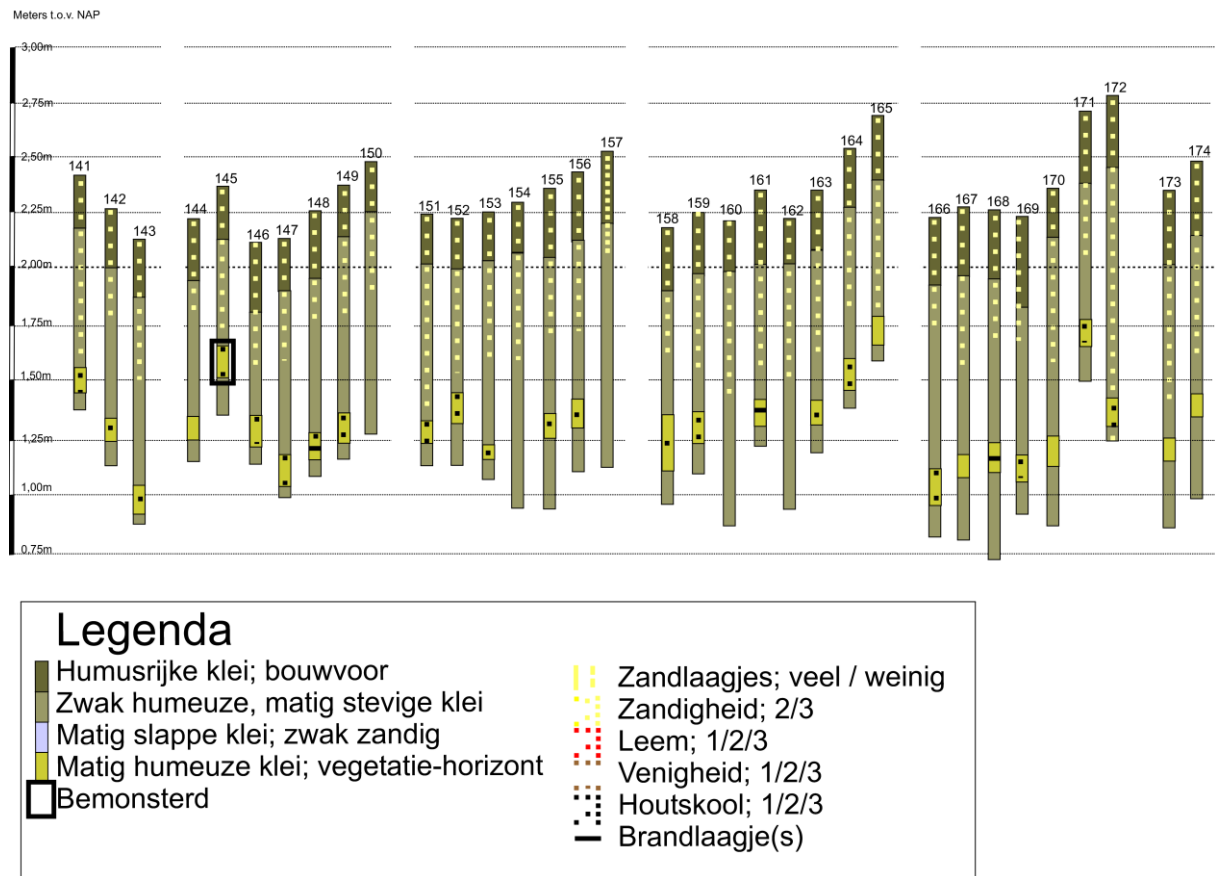 Meters t.o.v. NAP
3,00m
2,75m
172
171
165
2,50m
157
164
150
156
174
141
149
155
170
145
161
163
173
154
142
148
153
159
167
168
2,25m
144
151
152
160
162
166
169
143
146
147
158
2,00m
1,75m
1,50m
1,25m
1,00m
0,75m
Legenda
Humusrijke klei; bouwvoor
Zwak humeuze, matig stevige klei
Matig slappe klei; zwak zandig
Matig humeuze klei; vegetatie-horizont
Bemonsterd
Zandlaagjes; veel / weinig
Zandigheid; 2/3
Leem; 1/2/3
Venigheid; 1/2/3
Houtskool; 1/2/3
Brandlaagje(s)